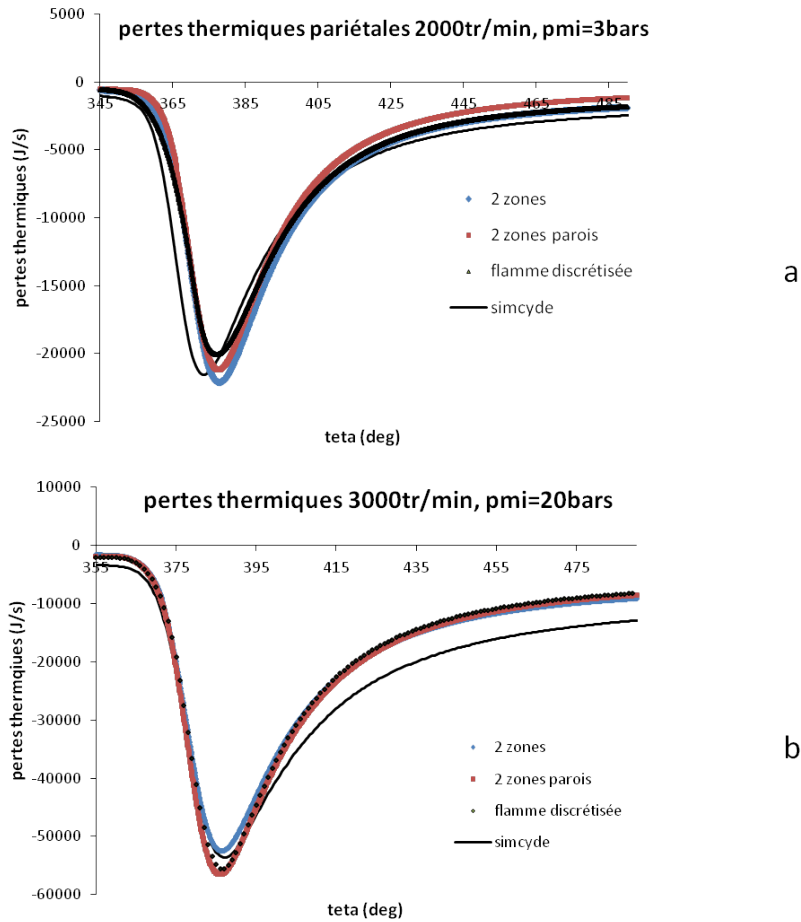 pertes thermiques pariétales 2000tr/min, pmi=3bars
5000
0
-5000
-10000
-15000
-20000
-25000
345 365 385 405 425 445 465 485
pertes thermiques (J/s)
teta (deg)
2 zones
2 zones parois
flamme discrétisée
simcyde
a
pertes thermiques 3000tr/min, pmi=20bars
10000
0
-10000
-20000
-30000
-40000
-50000
-60000
355 375 395 415 435 455 475
pertes thermqiues (J/s)
teta (deg)
2 zones
2 zones parois
flamme discrétisée
simcyde
b